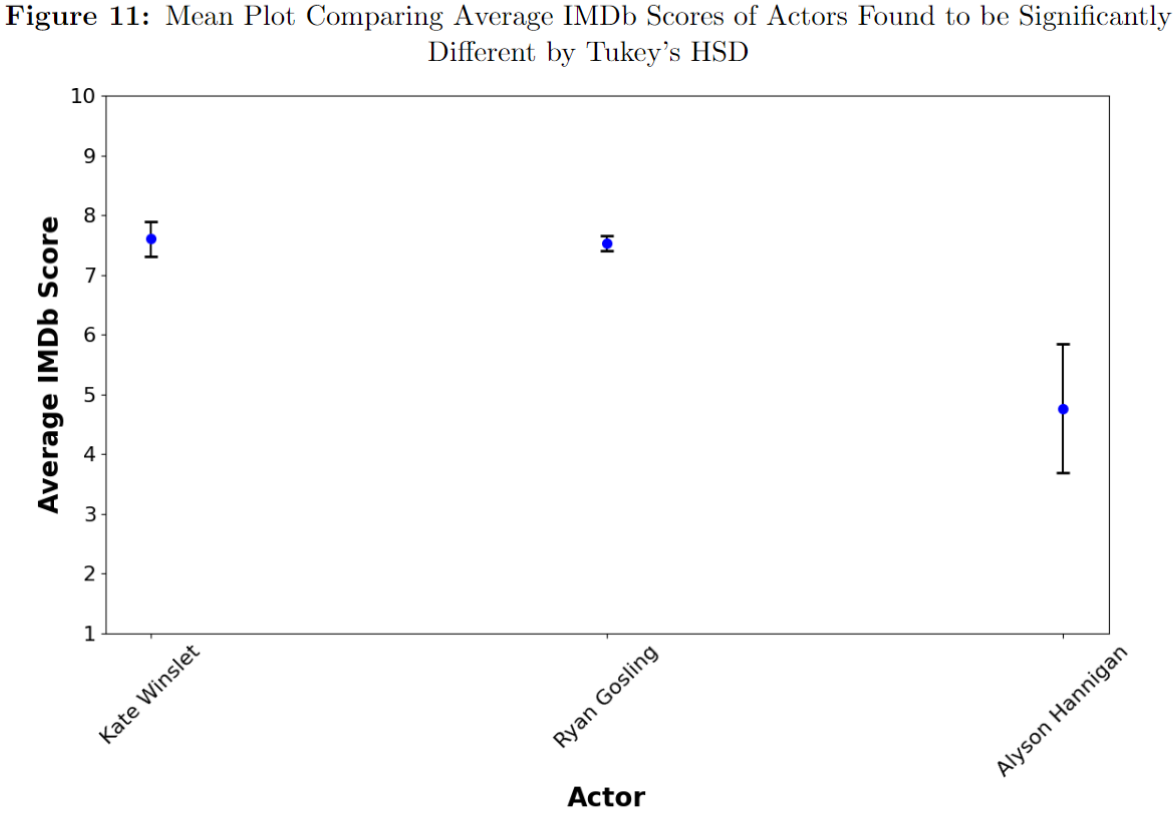 Figure 11: Mean Plot Comparing Average IMDb Scores of Actors Found to be Significantly
Different by Tukey's HSD
10
9
8
7
6
5
4
3
2
1
Average IMDb Score
Kate Winslet
Ryan Gosling
Alyson Hannigan
Actor